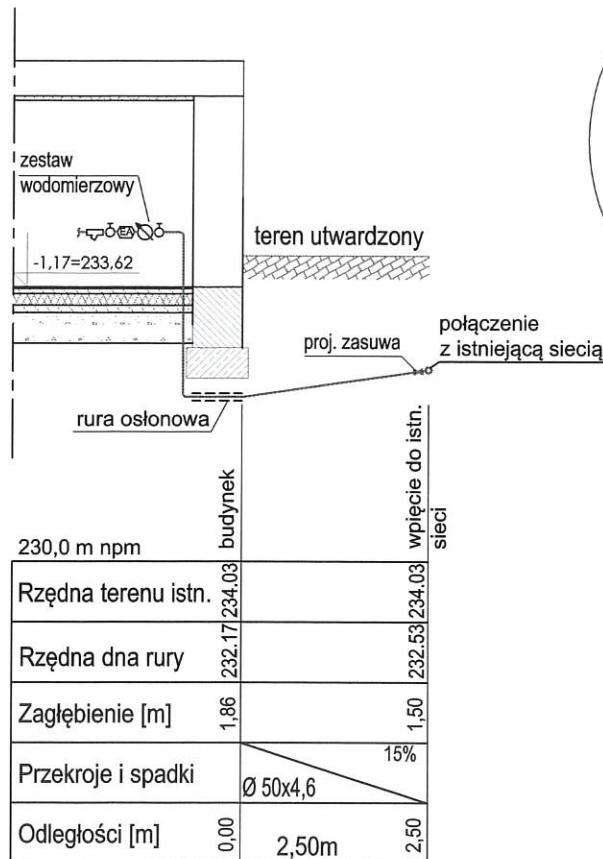 zestaw
wodomierzowy
EA
-1,17=233,62
teren utwardzony
proj. zasuwa
połączenie
z istniejącą siecią
rura osłonowa
budynek
wpięcie do istn.
sieci
230,0 m npm
Rzędna terenu istn. 234.03 234.03
Rzędna dna rury 232.17 232.53
Zagłębienie [m] 1,86 1,50
Przekroje i spadki Ø 50x4,6 15%
Odległości [m] 0,00 2,50m 2,50